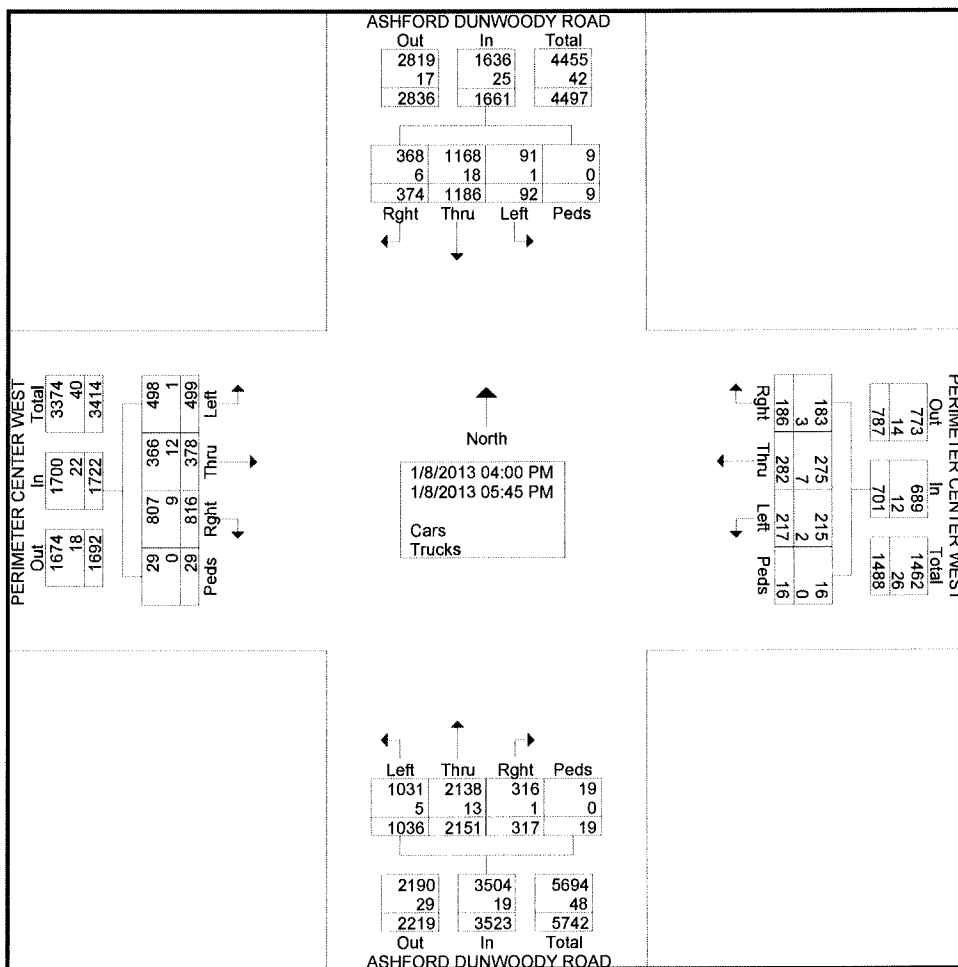 ASHFORD DUNWOODY ROAD
Out In Total
2819 1636 4455
17 25 42
2836 1661 4497
368 1168 91 9
6 18 1 0
374 1186 92 9
Rght Thru Left Peds
PERIMETER CENTER WEST
Total In Out
3374 1700 1674
40 22 18
3414 1722 1692
498 366 807 29
1 12 9 0
499 378 816 29
Left Thru Rght Peds
North
1/8/2013 04:00 PM
1/8/2013 05:45 PM
Cars
Trucks
PERIMETER CENTER WEST
Out In Total
773 689 1462
14 12 26
787 701 1488
183 275 215 16
3 7 2 0
186 282 217 16
Rght Thru Left Peds
Left Thru Rght Peds
1031 2138 316 19
5 13 1 0
1036 2151 317 19
2190 3504 5694
29 19 48
2219 3523 5742
Out In Total
ASHFORD DUNWOODY ROAD